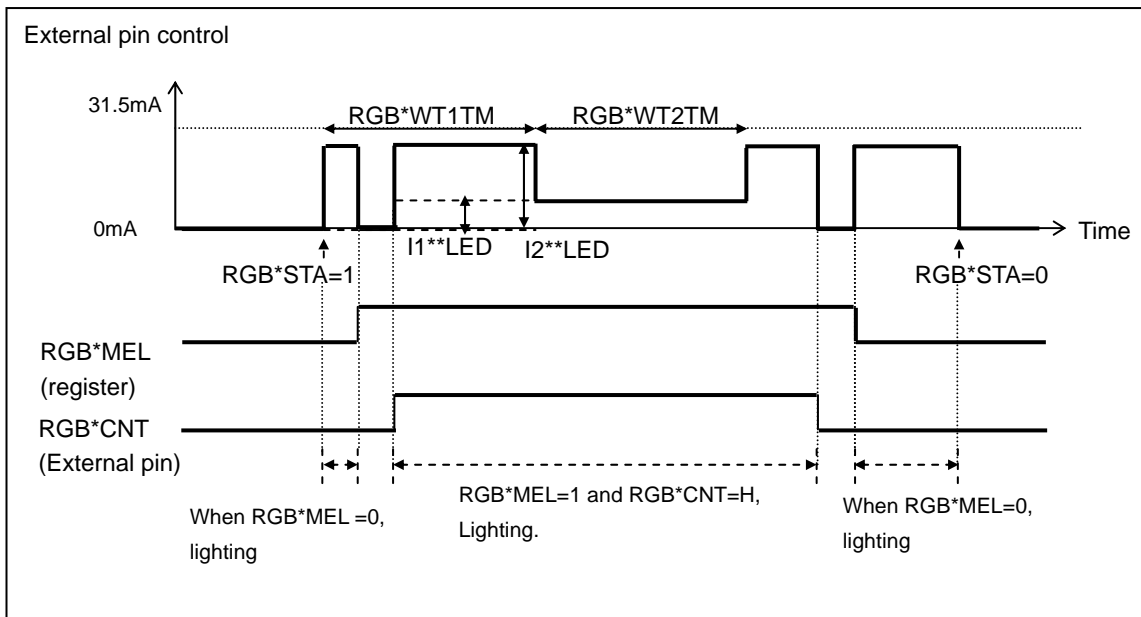 External pin control
31.5mA
RGB*WT1TM
RGB*WT2TM
0mA
Time
I1**LED
I2**LED
RGB*STA=1
RGB*STA=0
RGB*MEL
(register)
RGB*CNT
(External pin)
When RGB*MEL =0,
lighting
RGB*MEL=1 and RGB*CNT=H,
Lighting.
When RGB*MEL=0,
lighting